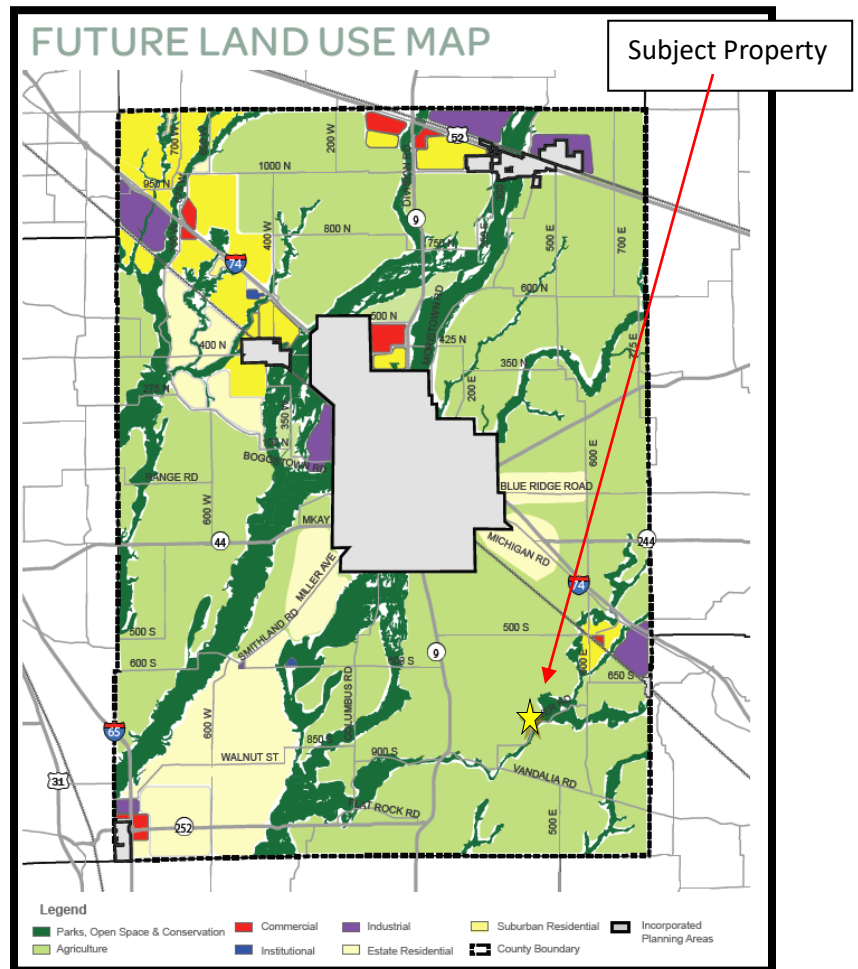 FUTURE LAND USE MAP
Subject Property
700 W
200 W
52
1000 N
950 N
9
500 E
700 E
800 N
400 W
750 N
74
600 N
MORRISTOWN RD
500 N
425 N
400 N
350 N
275 N
200 E
350 W
BOGGSTOWN RD
600 E
RANGE RD
BLUE RIDGE ROAD
600 W
MKAY
44
MICHIGAN RD
244
MILLER AVE
74
500 S
500 S
SMITHLAND RD
9
600 S
650 S
COLUMBUS RD
600 W
65
850 S
WALNUT ST
900 S
31
VANDALIA RD
FLAT ROCK RD
252
500 E
Legend
Parks, Open Space & Conservation
Commercial
Industrial
Suburban Residential
Incorporated
Planning Areas
Agriculture
Institutional
Estate Residential
County Boundary